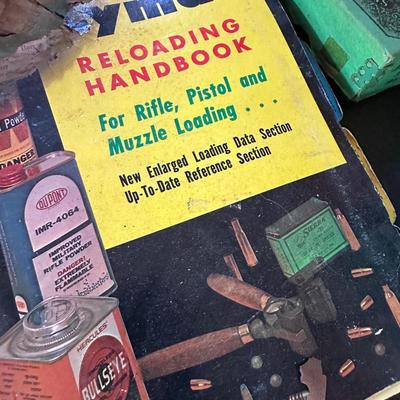 RELOADING
HANDBOOK
For Rifle, Pistol and
Muzzle Loading . . .
New Enlarged Loading Data Section
Up-To-Date Reference Section
DANGER
DU PONT
IMR-4064
IMPROVED
MILITARY
RIFLE POWDER
DANGER!
EXTREMELY
FLAMMABLE
HERCULES
BULLSEYE
SIERRA